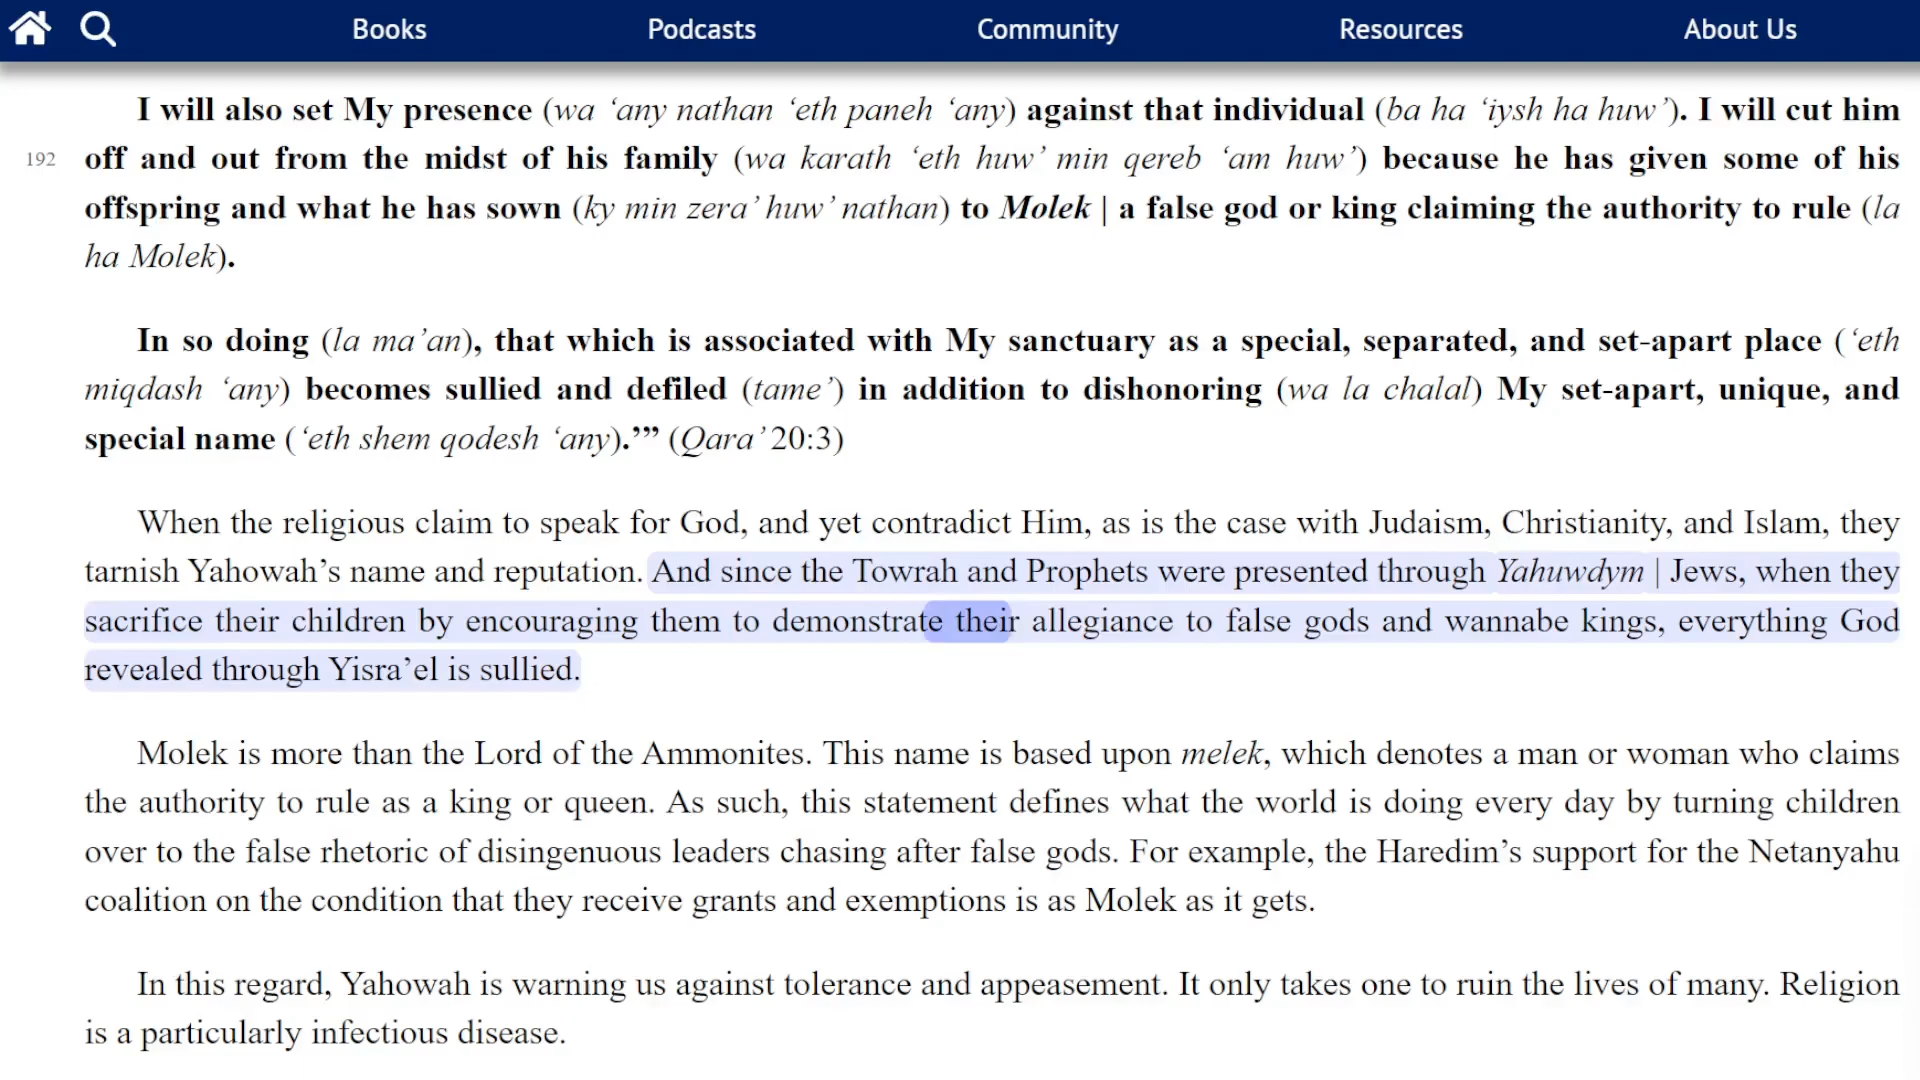 Books Podcasts Community Resources About Us
I will also set My presence (wa ‘any nathan ‘eth paneh ‘any) against that individual (ba ha ‘iysh ha huw’). I will cut him
192 off and out from the midst of his family (wa karath ‘eth huw’ min qereb ‘am huw’) because he has given some of his
offspring and what he has sown (ky min zera’ huw’ nathan) to Molek | a false god or king claiming the authority to rule (la
ha Molek).
In so doing (la ma’an), that which is associated with My sanctuary as a special, separated, and set-apart place (‘eth
miqdash ‘any) becomes sullied and defiled (tame’) in addition to dishonoring (wa la chalal) My set-apart, unique, and
special name (‘eth shem qodesh ‘any).’” (Qara’ 20:3)
When the religious claim to speak for God, and yet contradict Him, as is the case with Judaism, Christianity, and Islam, they
tarnish Yahowah’s name and reputation. And since the Towrah and Prophets were presented through Yahuwdym | Jews, when they
sacrifice their children by encouraging them to demonstrate their allegiance to false gods and wannabe kings, everything God
revealed through Yisra’el is sullied.
Molek is more than the Lord of the Ammonites. This name is based upon melek, which denotes a man or woman who claims
the authority to rule as a king or queen. As such, this statement defines what the world is doing every day by turning children
over to the false rhetoric of disingenuous leaders chasing after false gods. For example, the Haredim’s support for the Netanyahu
coalition on the condition that they receive grants and exemptions is as Molek as it gets.
In this regard, Yahowah is warning us against tolerance and appeasement. It only takes one to ruin the lives of many. Religion
is a particularly infectious disease.